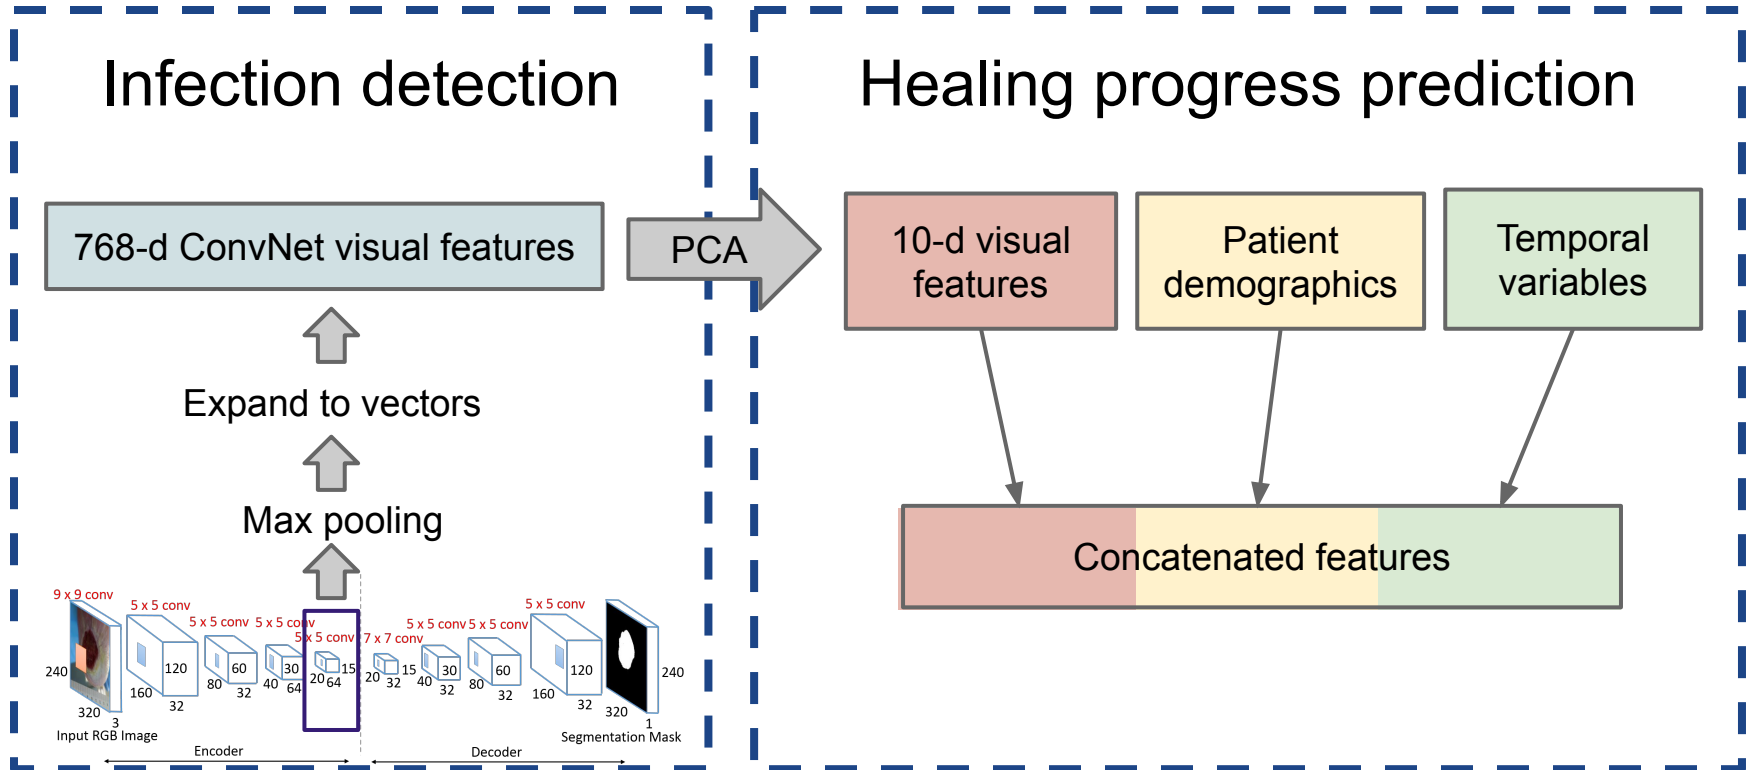 Infection detection
768-d ConvNet visual features
Expand to vectors
Max pooling
9 x 9 conv
5 x 5 conv
5 x 5 conv
5 x 5 conv
5 x 5 conv
7 x 7 conv
5 x 5 conv
5 x 5 conv
5 x 5 conv
240
320
3
120
160
32
60
80
32
30
40
64
15
20
64
15
20
32
30
40
32
60
80
32
120
160
32
240
320
1
Input RGB Image
Segmentation Mask
Encoder
Decoder
PCA
Healing progress prediction
10-d visual
features
Patient
demographics
Temporal
variables
Concatenated features